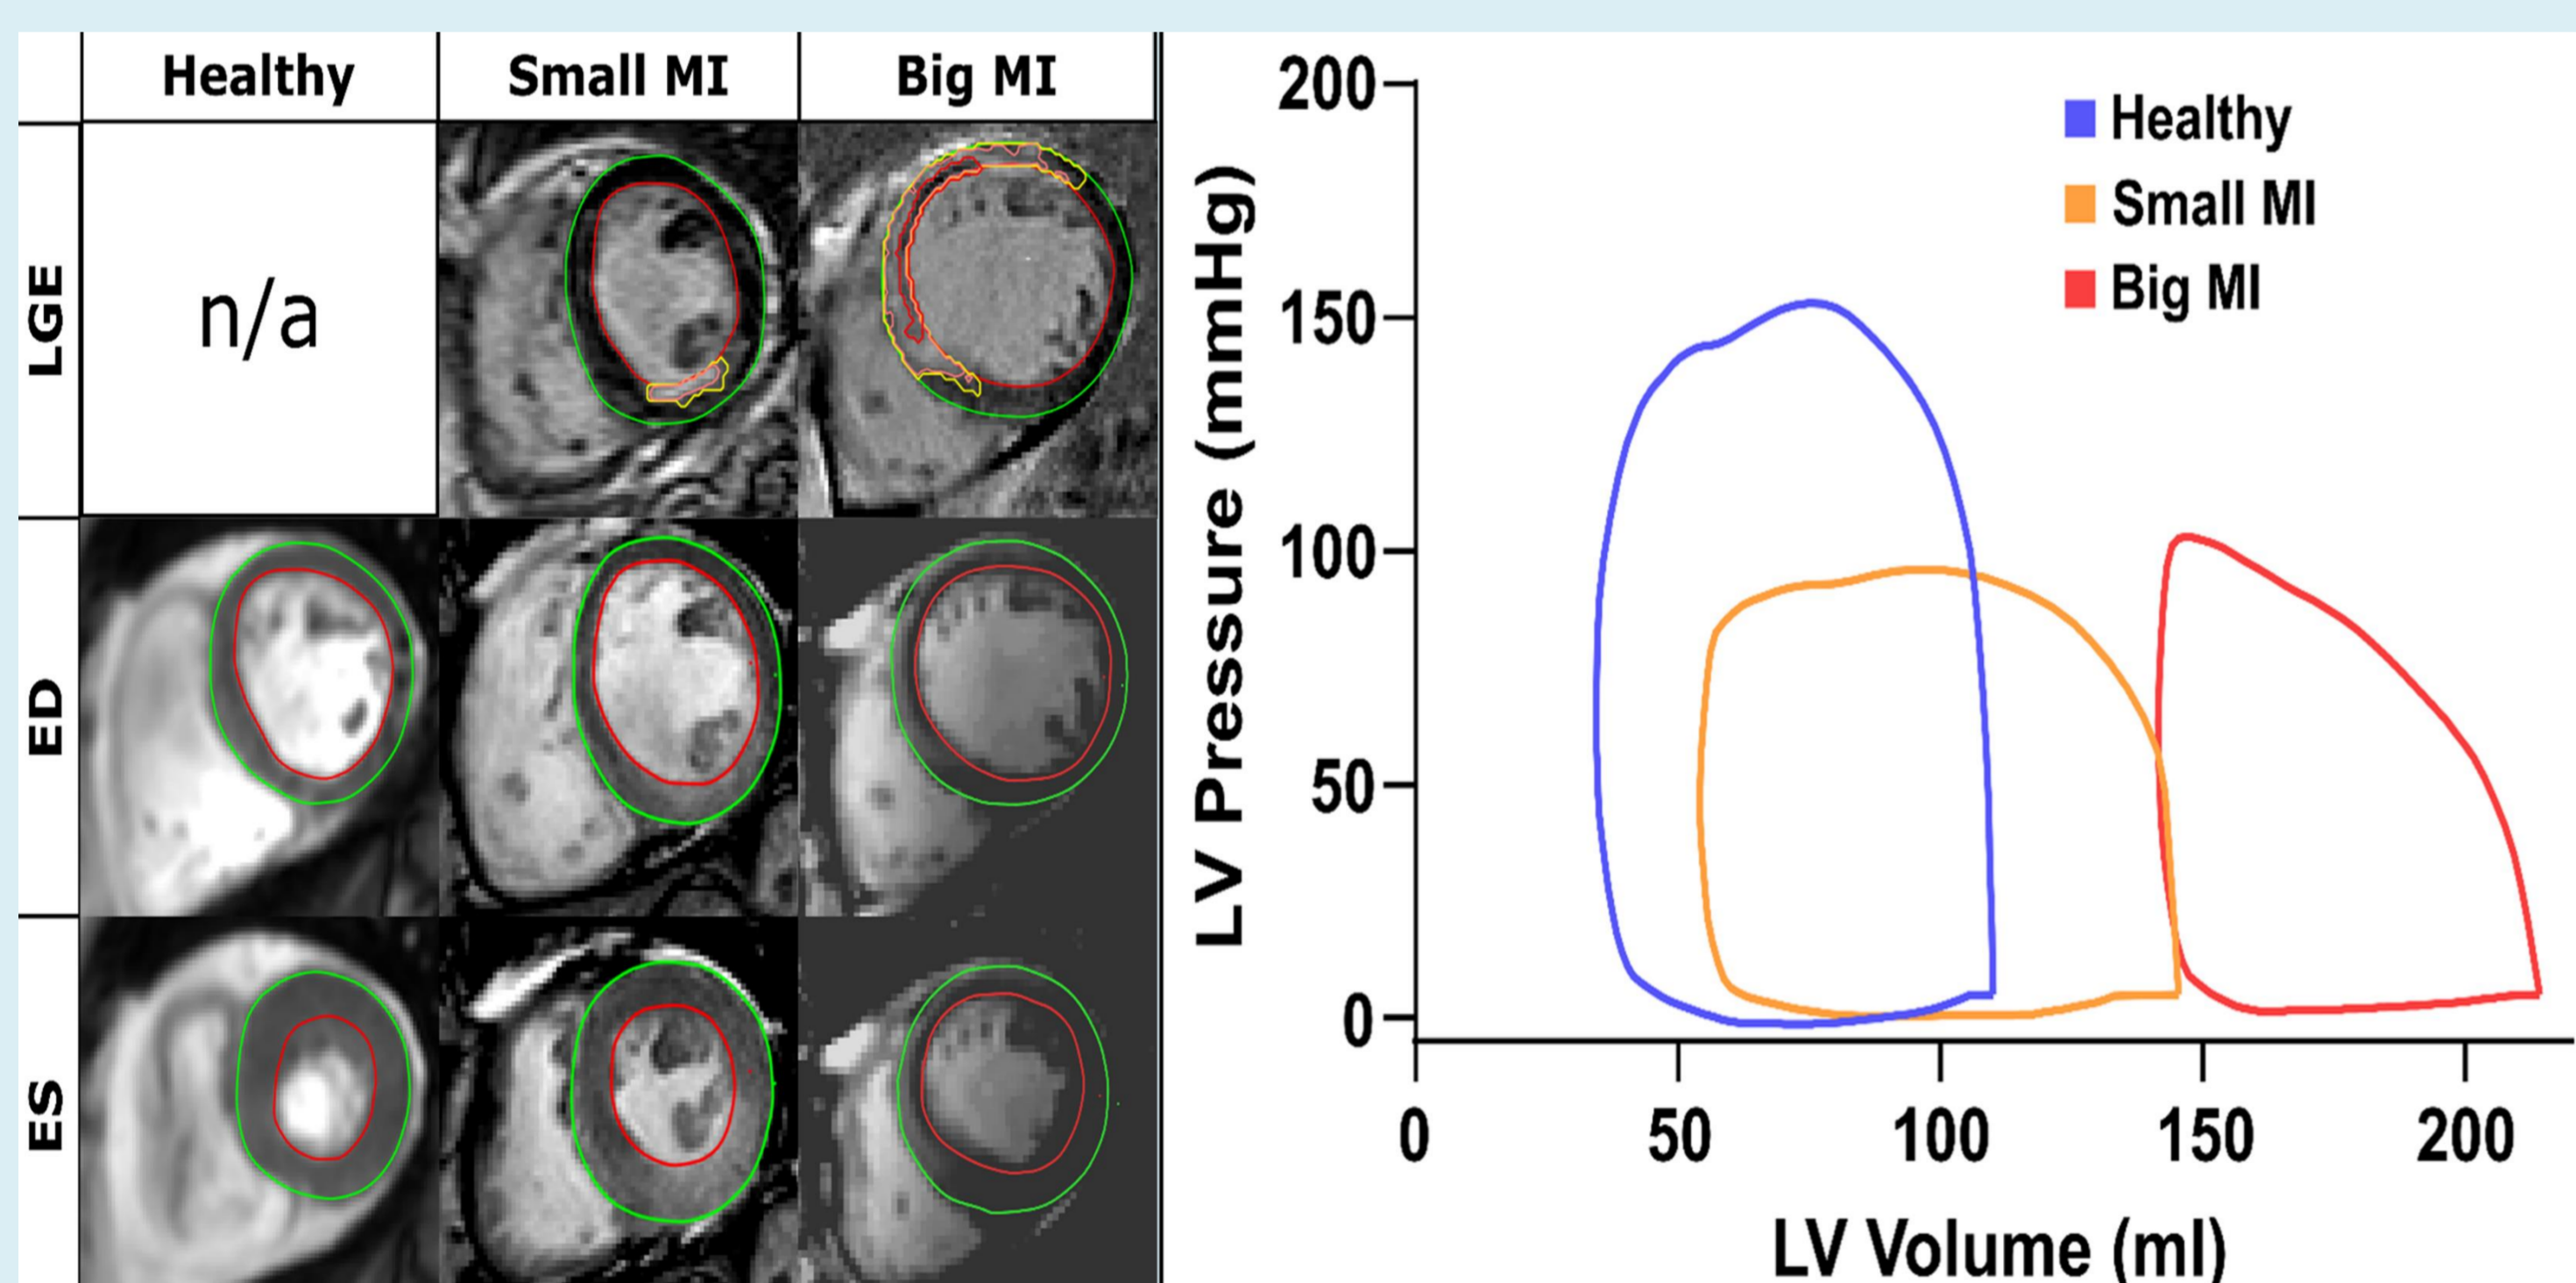 Healthy Small MI Big MI
LGE
n/a
ED
ES
LV Pressure (mmHg)
200
150
100
50
0
Healthy
Small MI
Big MI
0 50 100 150 200
LV Volume (ml)